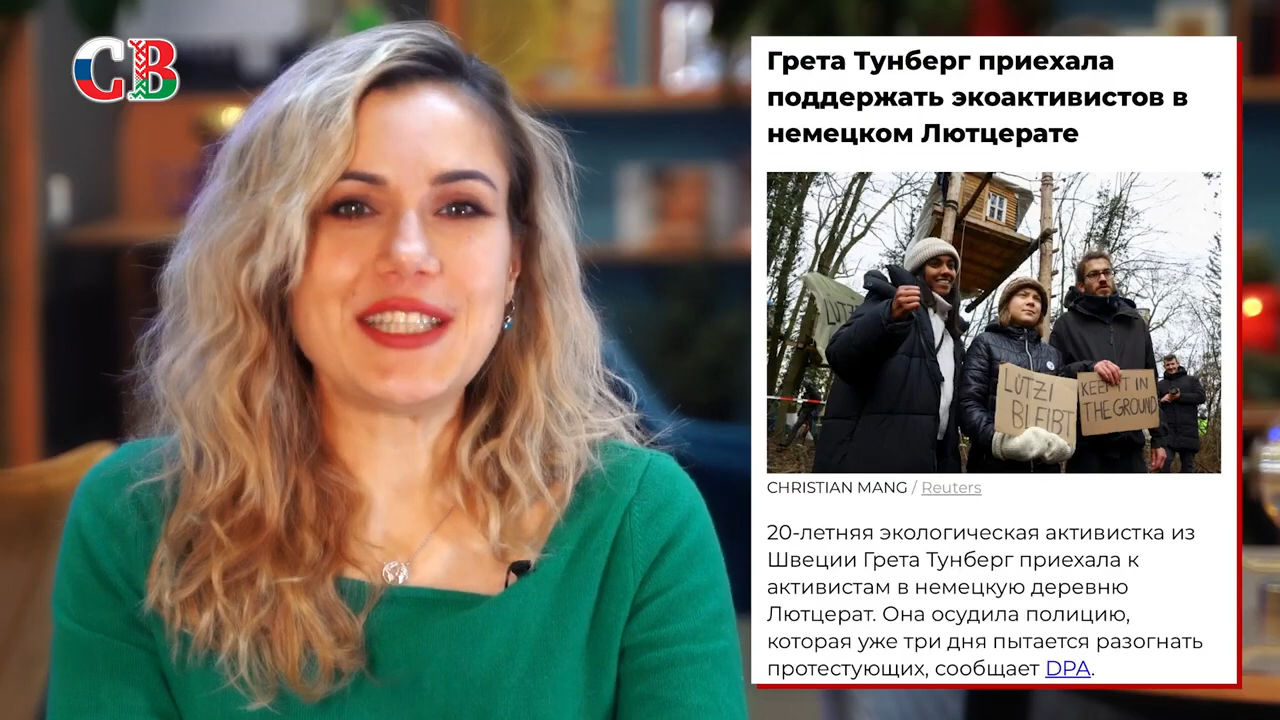 СВ
Грета Тунберг приехала
поддержать экоактивистов в
немецком Лютцерате
LÜTZI
LÜTZI
BLEIBT
KEEP IT IN
THE GROUND
CHRISTIAN MANG / Reuters
20-летняя экологическая активистка из
Швеции Грета Тунберг приехала к
активистам в немецкую деревню
Лютцерат. Она осудила полицию,
которая уже три дня пытается разогнать
протестующих, сообщает DPA.